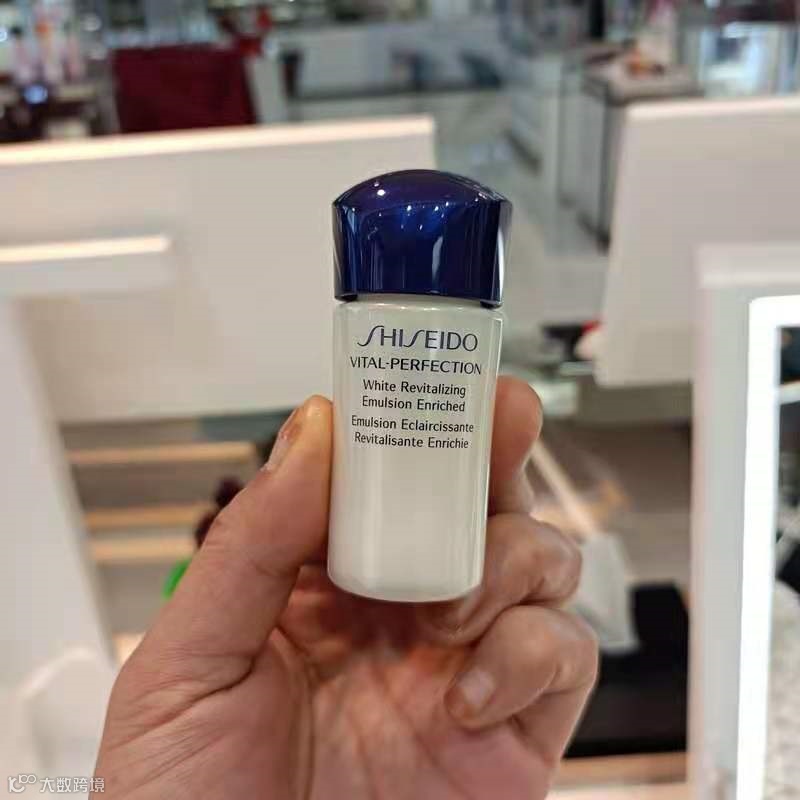 SHISEIDO
VITAL-PERFECTION
White Revitalizing
Emulsion Enriched
Emulsion Eclaircissante
Revitalisante Enrichie
大数跨境